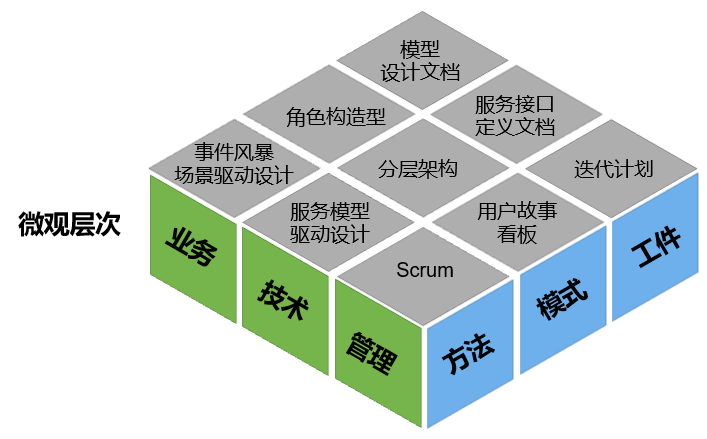 模型
设计文档
角色构造型
服务接口
定义文档
事件风暴
场景驱动设计
分层架构
迭代计划
服务模型
驱动设计
用户故事
看板
Scrum
微观层次
业务
技术
管理
方法
模式
工件